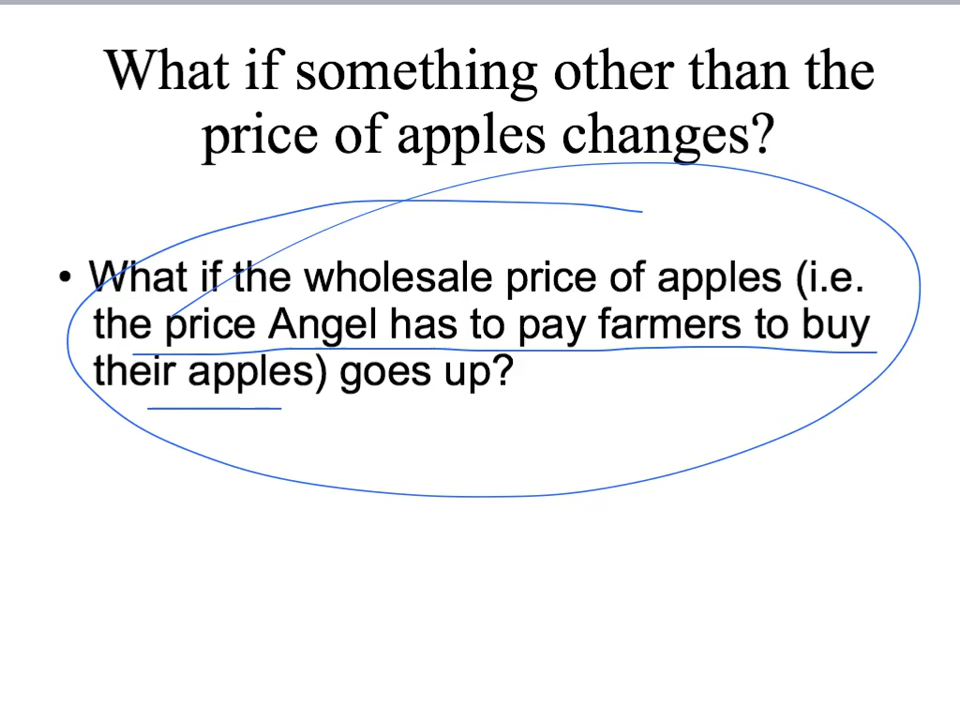 What if something other than the
price of apples changes?
• What if the wholesale price of apples (i.e.
the price Angel has to pay farmers to buy
their apples) goes up?